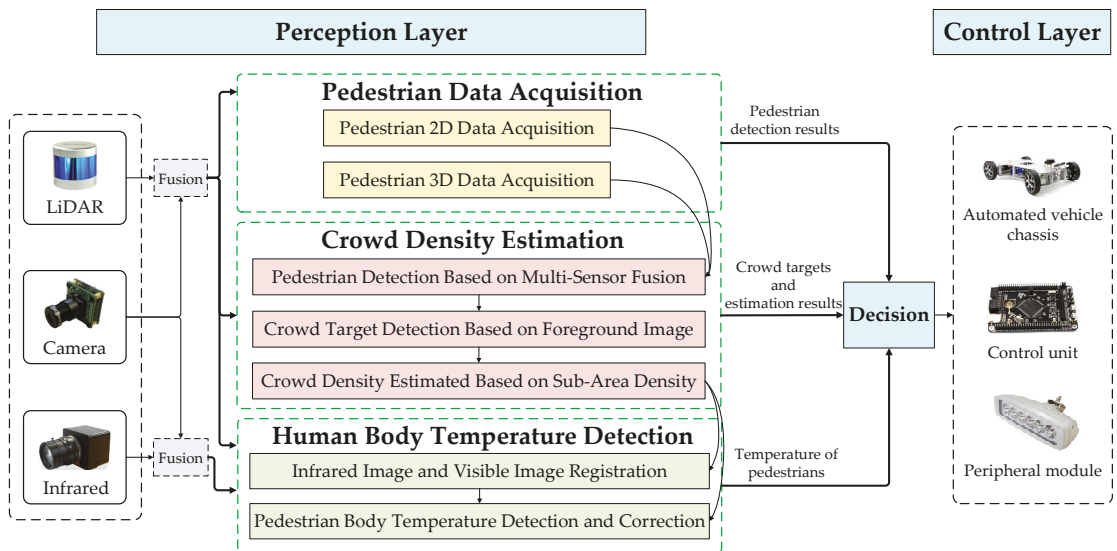 Perception Layer
Control Layer
LiDAR
Camera
Infrared
Fusion
Fusion
Pedestrian Data Acquisition
Pedestrian 2D Data Acquisition
Pedestrian 3D Data Acquisition
Crowd Density Estimation
Pedestrian Detection Based on Multi-Sensor Fusion
Crowd Target Detection Based on Foreground Image
Crowd Density Estimated Based on Sub-Area Density
Human Body Temperature Detection
Infrared Image and Visible Image Registration
Pedestrian Body Temperature Detection and Correction
Pedestrian
detection results
Crowd targets
and
estimation results
Temperature of
pedestrians
Decision
Automated vehicle
chassis
Control unit
Peripheral module